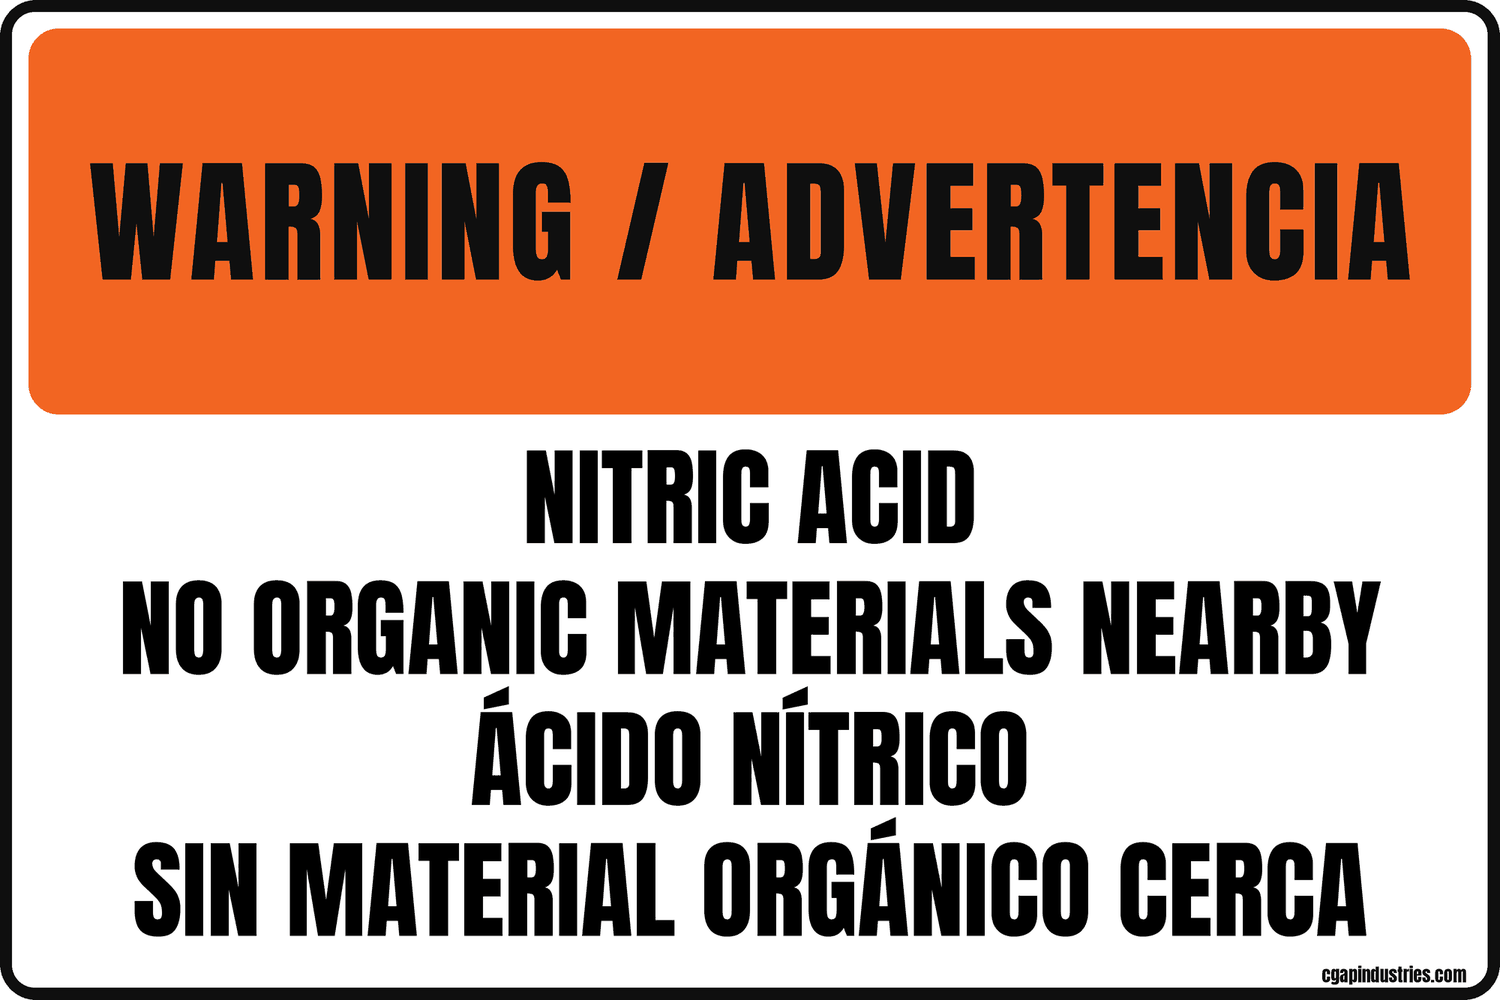 WARNING / ADVERTENCIA
NITRIC ACID
NO ORGANIC MATERIALS NEARBY
ÁCIDO NÍTRICO
SIN MATERIAL ORGÁNICO CERCA
cgapindustries.com